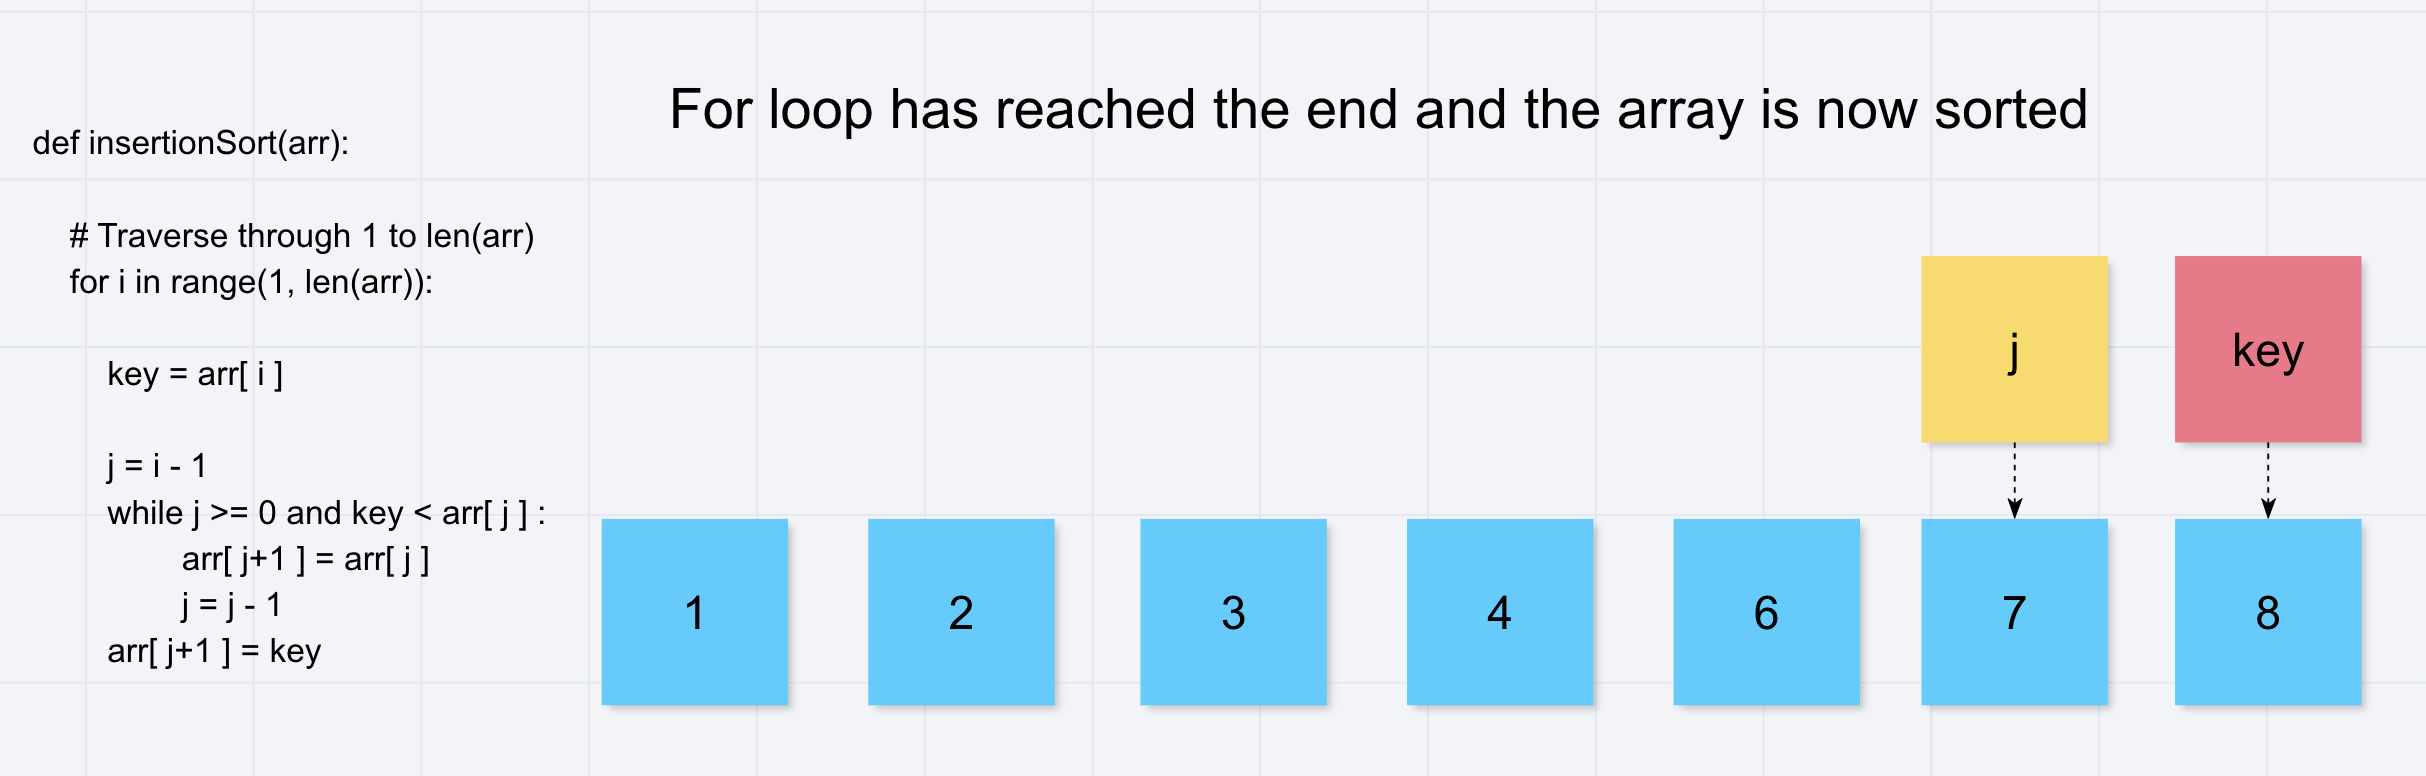 For loop has reached the end and the array is now sorted
def insertionSort(arr):
# Traverse through 1 to len(arr)
for i in range(1, len(arr)):
key = arr[ i ]
j = i - 1
while j >= 0 and key < arr[ j ] :
arr[ j+1 ] = arr[ j ]
j = j - 1
arr[ j+1 ] = key
j key
1 2 3 4 6 7 8